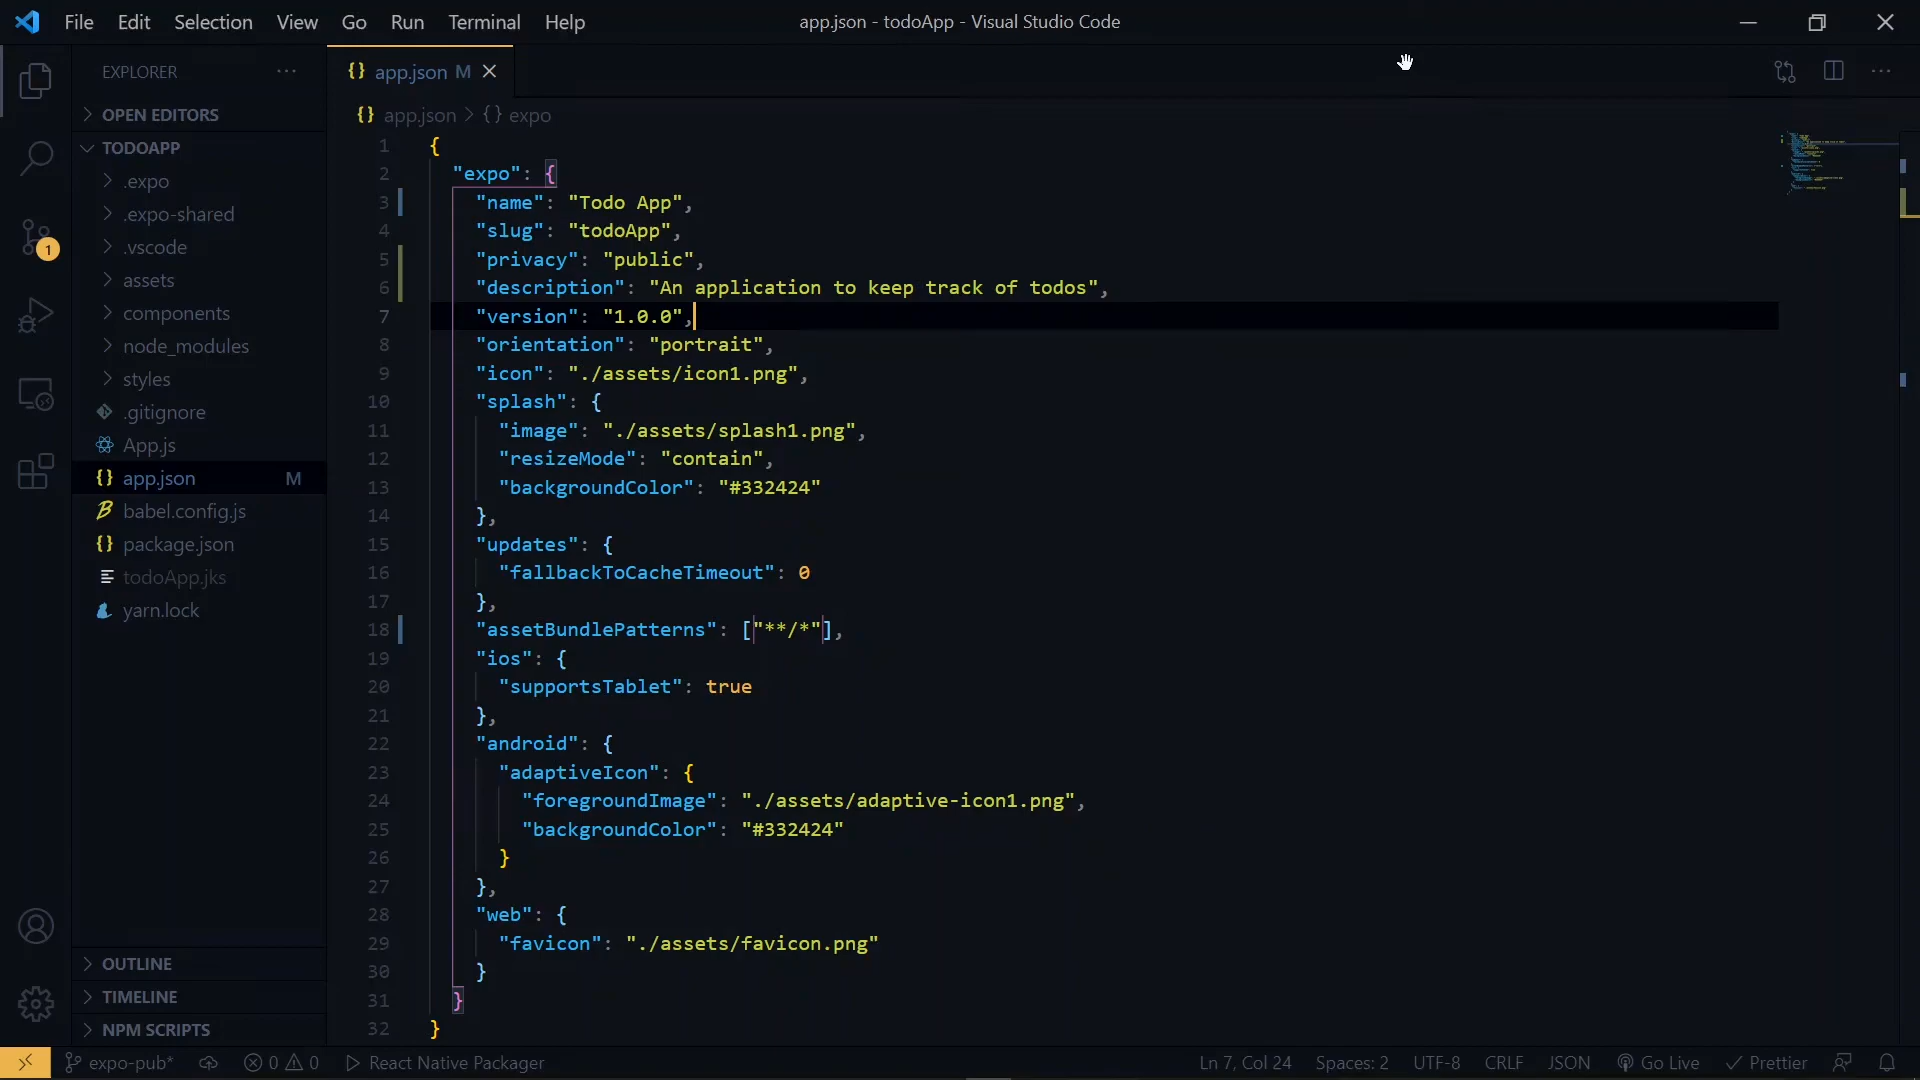 File Edit Selection View Go Run Terminal Help app.json - todoApp - Visual Studio Code
EXPLORER ···
{} app.json M
OPEN EDITORS
{} app.json > {} expo
TODOAPP
.expo
.expo-shared
.vscode
assets
components
node_modules
styles
.gitignore
App.js
{} app.json M
babel.config.js
{} package.json
todoApp.jks
yarn.lock
OUTLINE
TIMELINE
NPM SCRIPTS
1
1 {
2 "expo": {
3 "name": "Todo App",
4 "slug": "todoApp",
5 "privacy": "public",
6 "description": "An application to keep track of todos",
7 "version": "1.0.0",
8 "orientation": "portrait",
9 "icon": "./assets/icon1.png",
10 "splash": {
11 "image": "./assets/splash1.png",
12 "resizeMode": "contain",
13 "backgroundColor": "#332424"
14 },
15 "updates": {
16 "fallbackToCacheTimeout": 0
17 },
18 "assetBundlePatterns": ["**/*"],
19 "ios": {
20 "supportsTablet": true
21 },
22 "android": {
23 "adaptiveIcon": {
24 "foregroundImage": "./assets/adaptive-icon1.png",
25 "backgroundColor": "#332424"
26 }
27 },
28 "web": {
29 "favicon": "./assets/favicon.png"
30 }
31 }
32 }
expo-pub* 0 0 React Native Packager Ln 7, Col 24 Spaces: 2 UTF-8 CRLF JSON Go Live Prettier